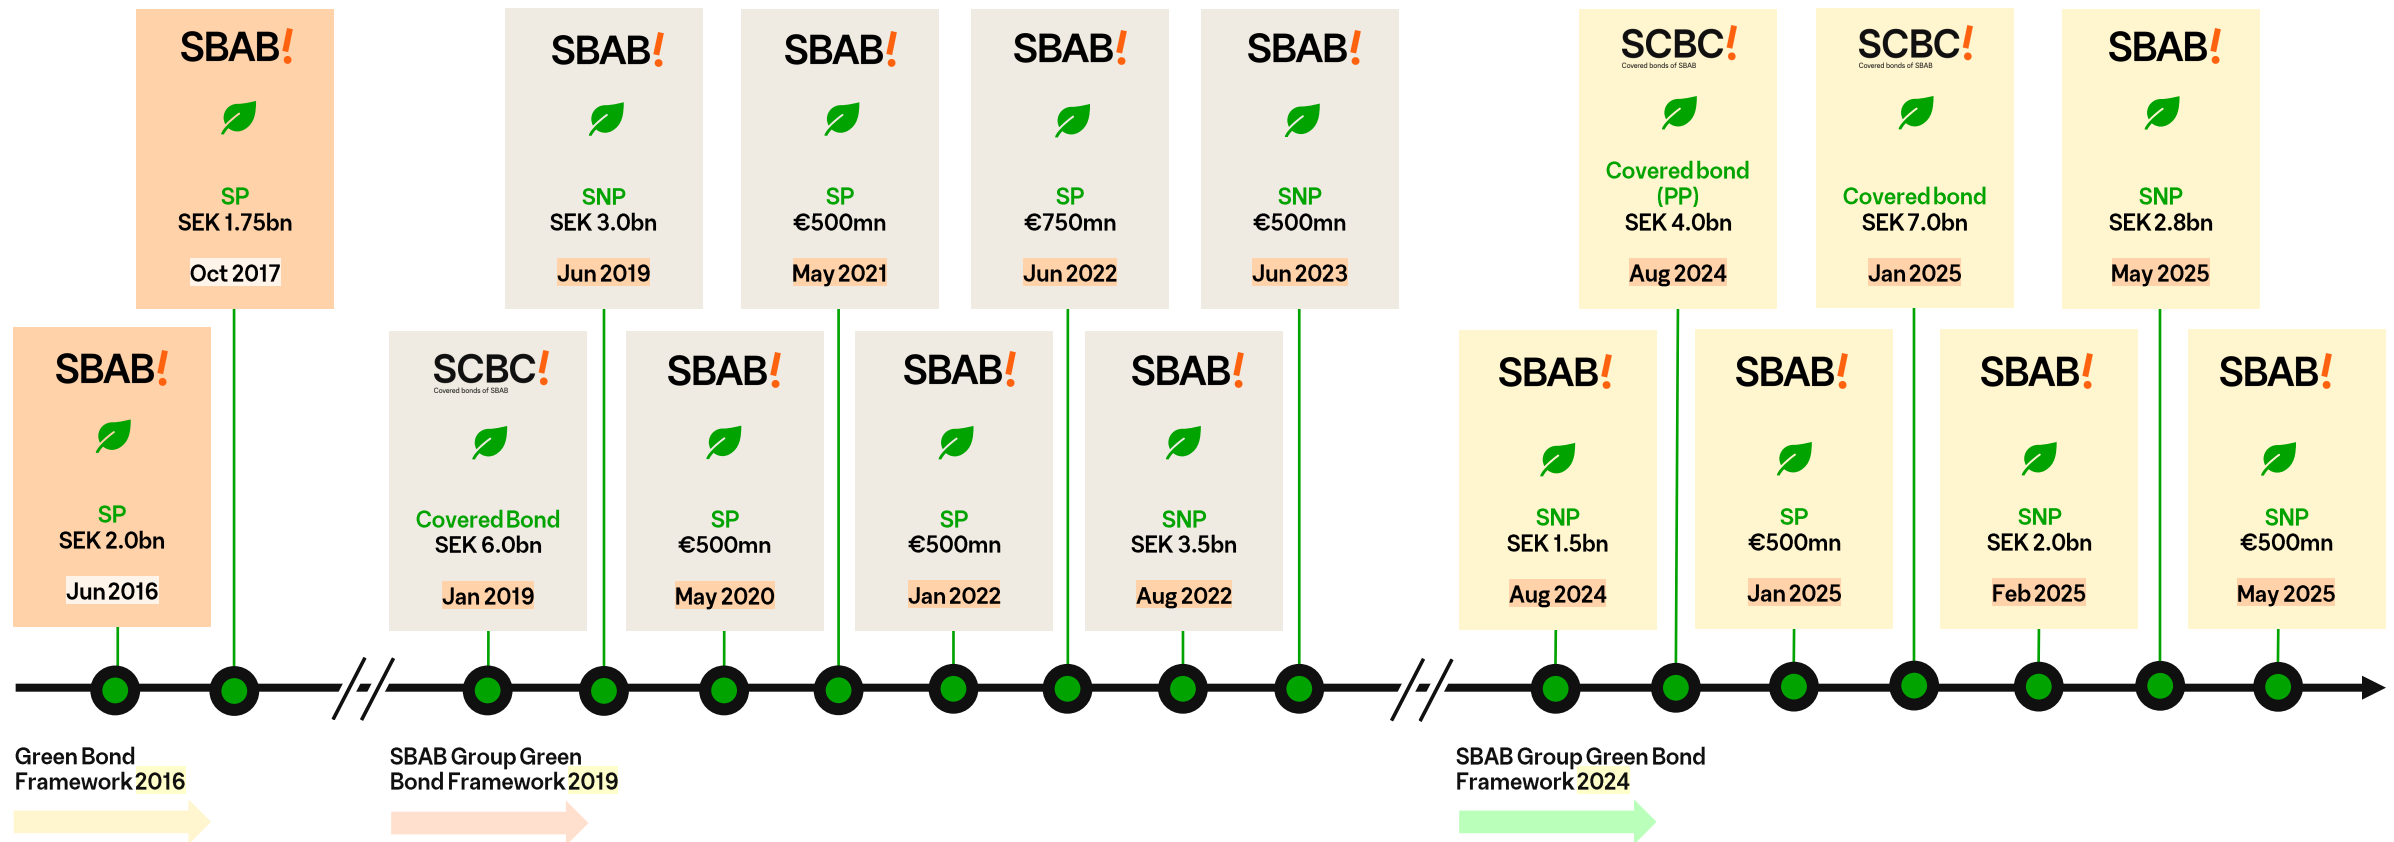 SBAB!
SP
SEK 1.75bn
Oct 2017
SBAB!
SNP
SEK 3.0bn
Jun 2019
SBAB!
SP
€500mn
May 2021
SBAB!
SP
€750mn
Jun 2022
SBAB!
SNP
€500mn
Jun 2023
SCBC!
Covered bonds of SBAB
Covered bond
(PP)
SEK 4.0bn
Aug 2024
SCBC!
Covered bonds of SBAB
Covered bond
SEK 7.0bn
Jan 2025
SBAB!
SNP
SEK 2.8bn
May 2025
SBAB!
SP
SEK 2.0bn
Jun 2016
SCBC!
Covered bonds of SBAB
Covered Bond
SEK 6.0bn
Jan 2019
SBAB!
SP
€500mn
May 2020
SBAB!
SP
€500mn
Jan 2022
SBAB!
SNP
SEK 3.5bn
Aug 2022
SBAB!
SNP
SEK 1.5bn
Aug 2024
SBAB!
SP
€500mn
Jan 2025
SBAB!
SNP
SEK 2.0bn
Feb 2025
SBAB!
SNP
€500mn
May 2025
Green Bond
Framework 2016
SBAB Group Green
Bond Framework 2019
SBAB Group Green Bond
Framework 2024